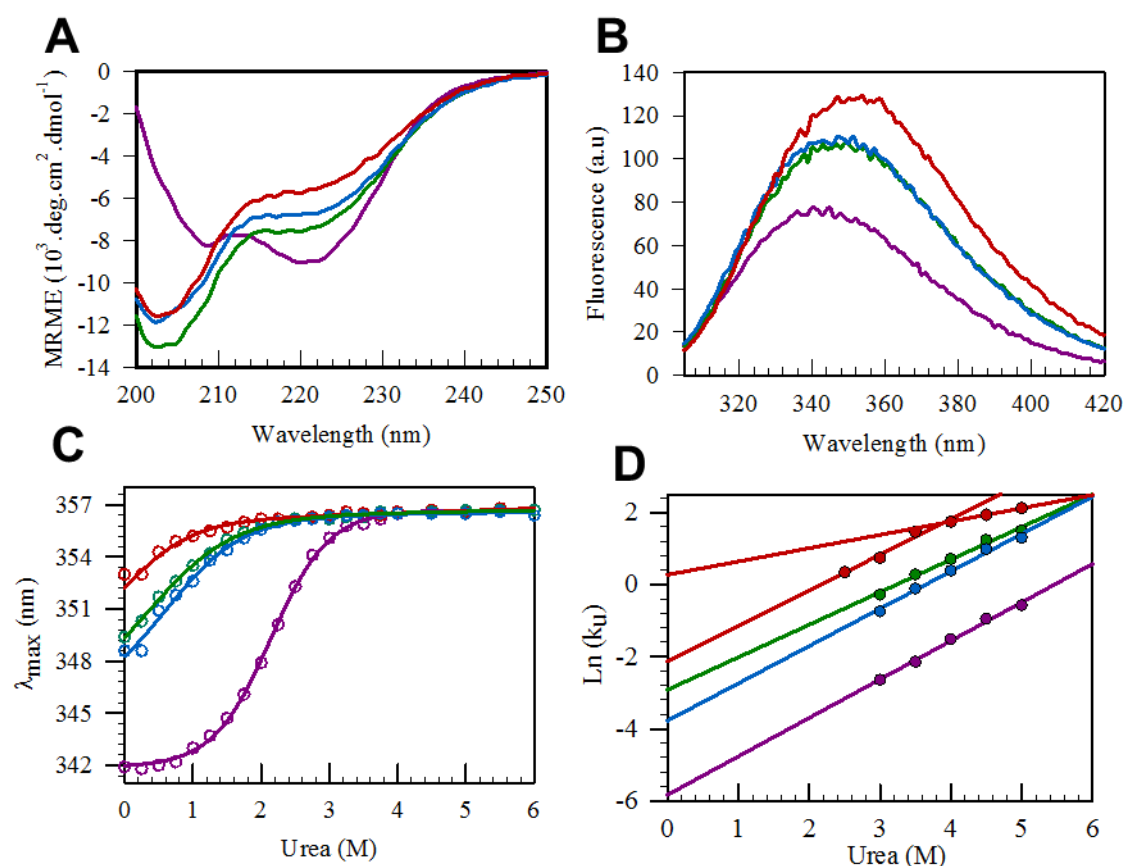 A
MRME (10³.deg.cm².dmol⁻¹)
0
-2
-4
-6
-8
-10
-12
-14
200 210 220 230 240 250
Wavelength (nm)
B
Fluorescence (a.u)
140
120
100
80
60
40
20
0
320 340 360 380 400 420
Wavelength (nm)
C
λmax (nm)
357
354
351
348
345
342
0 1 2 3 4 5 6
Urea (M)
D
Ln (kU)
2
0
-2
-4
-6
0 1 2 3 4 5 6
Urea (M)